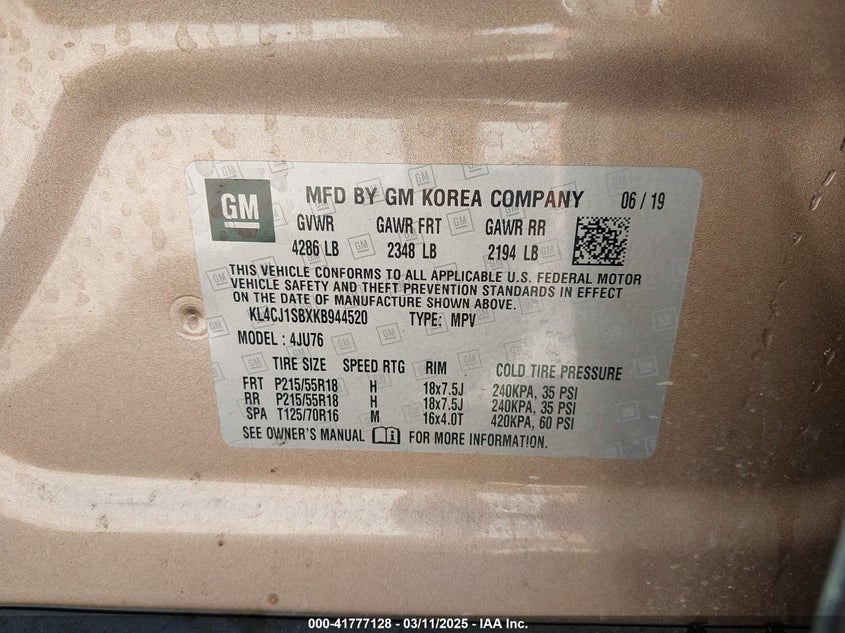 GM MFD BY GM KOREA COMPANY 06 / 19
GVWR GAWR FRT GAWR RR
4286 LB 2348 LB 2194 LB
THIS VEHICLE CONFORMS TO ALL APPLICABLE U.S. FEDERAL MOTOR
VEHICLE SAFETY AND THEFT PREVENTION STANDARDS IN EFFECT
ON THE DATE OF MANUFACTURE SHOWN ABOVE.
KL4CJ1SBXKB944520 TYPE: MPV
MODEL : 4JU76
TIRE SIZE SPEED RTG RIM COLD TIRE PRESSURE
FRT P215/55R18 H 18x7.5J 240KPA, 35 PSI
RR P215/55R18 H 18x7.5J 240KPA, 35 PSI
SPA T125/70R16 M 16x4.0T 420KPA, 60 PSI
SEE OWNER'S MANUAL FOR MORE INFORMATION.
000-41777128 - 03/11/2025 - IAA Inc.